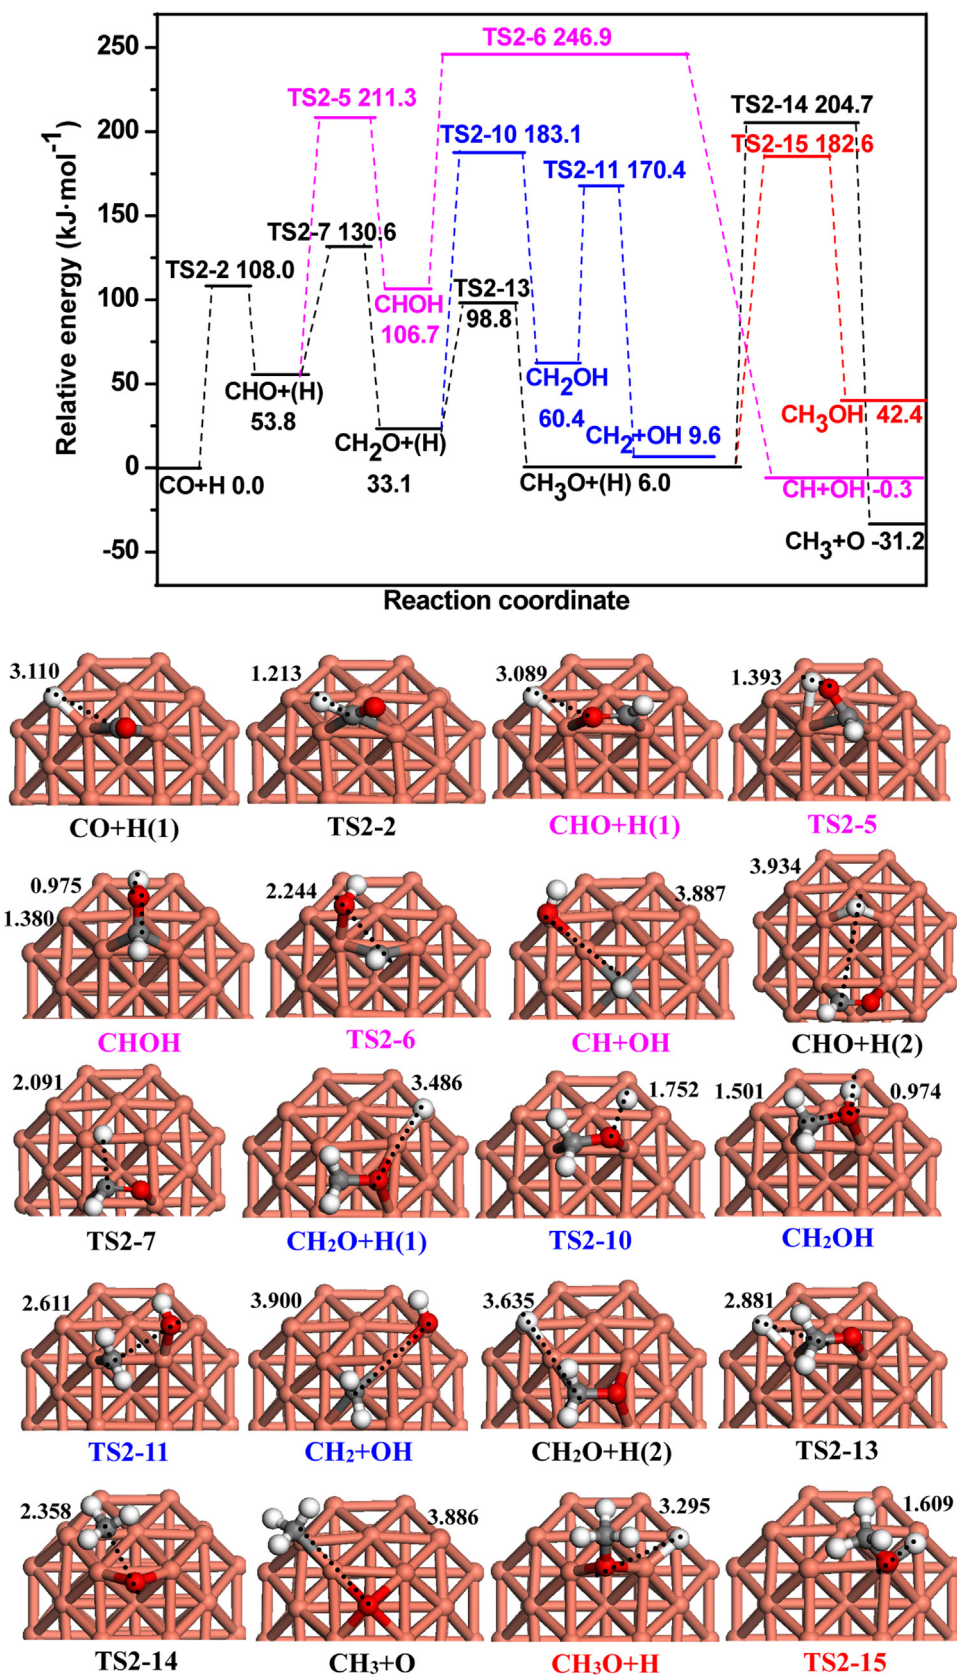 250
200
150
100
50
0
-50
Relative energy (kJ·mol⁻¹)
Reaction coordinate
TS2-6 246.9
TS2-5 211.3
TS2-14 204.7
TS2-10 183.1
TS2-15 182.6
TS2-11 170.4
TS2-7 130.6
TS2-2 108.0
TS2-13
98.8
CHOH
106.7
CHO+(H)
53.8
CH₂OH
60.4
CH₃OH 42.4
CH₂+OH 9.6
CH₂O+(H)
33.1
CO+H 0.0
CH₃O+(H) 6.0
CH+OH -0.3
CH₃+O -31.2
3.110
1.213
3.089
1.393
CO+H(1)
TS2-2
CHO+H(1)
TS2-5
0.975
1.380
2.244
3.887
3.934
CHOH
TS2-6
CH+OH
CHO+H(2)
2.091
3.486
1.752
1.501
0.974
TS2-7
CH₂O+H(1)
TS2-10
CH₂OH
2.611
3.900
3.635
2.881
TS2-11
CH₂+OH
CH₂O+H(2)
TS2-13
2.358
3.886
3.295
1.609
TS2-14
CH₃+O
CH₃O+H
TS2-15